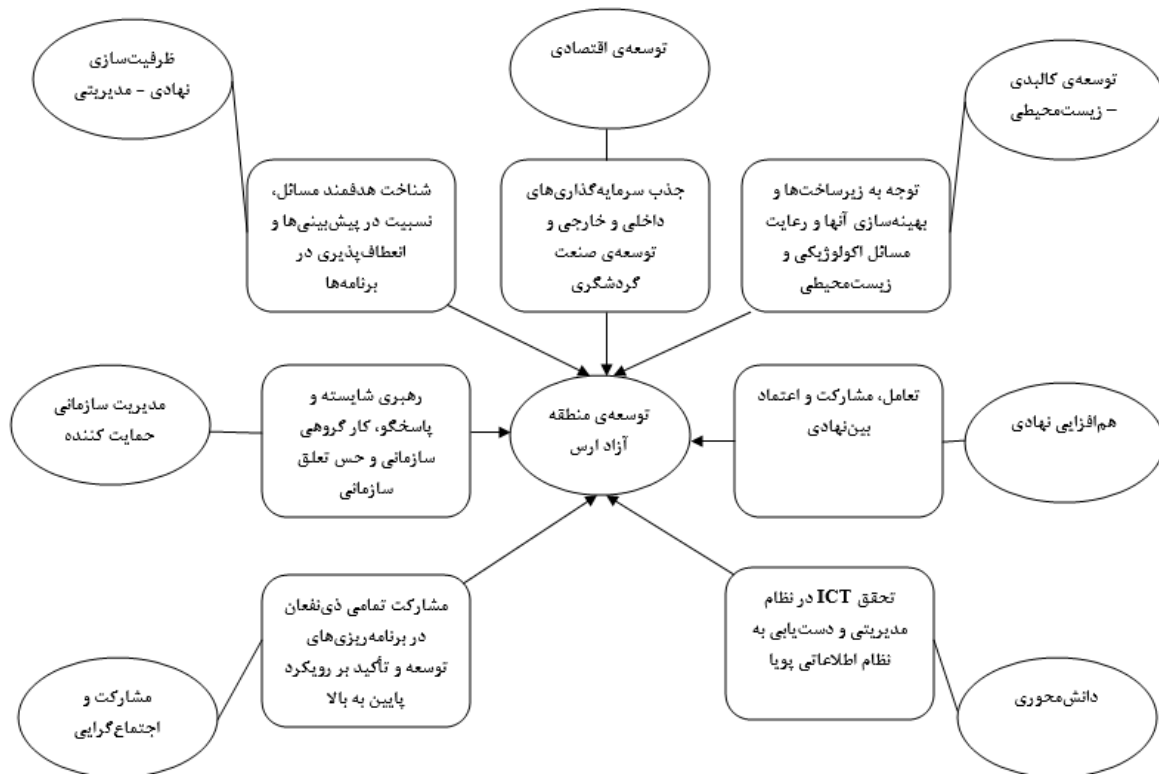 توسعه‌ی کالبدی
– زیست‌محیطی
توسعه‌ی اقتصادی
ظرفیت‌سازی
نهادی - مدیریتی
توجه به زیرساخت‌ها و
بهینه‌سازی آنها و رعایت
مسائل اکولوژیکی و
زیست‌محیطی
جذب سرمایه‌گذاری‌های
داخلی و خارجی و
توسعه‌ی صنعت
گردشگری
شناخت هدفمند مسائل،
نسبیت در پیش‌بینی‌ها و
انعطاف‌پذیری در
برنامه‌ها
هم‌افزایی نهادی
تعامل، مشارکت و اعتماد
بین‌نهادی
توسعه‌ی منطقه
آزاد ارس
رهبری شایسته و
پاسخگو، کار گروهی
سازمانی و حس تعلق
سازمانی
مدیریت سازمانی
حمایت کننده
تحقق ICT در نظام
مدیریتی و دست‌یابی به
نظام اطلاعاتی پویا
دانش‌محوری
مشارکت تمامی ذی‌نفعان
در برنامه‌ریزی‌های
توسعه و تأکید بر رویکرد
پایین به بالا
مشارکت و
اجتماع‌گرایی